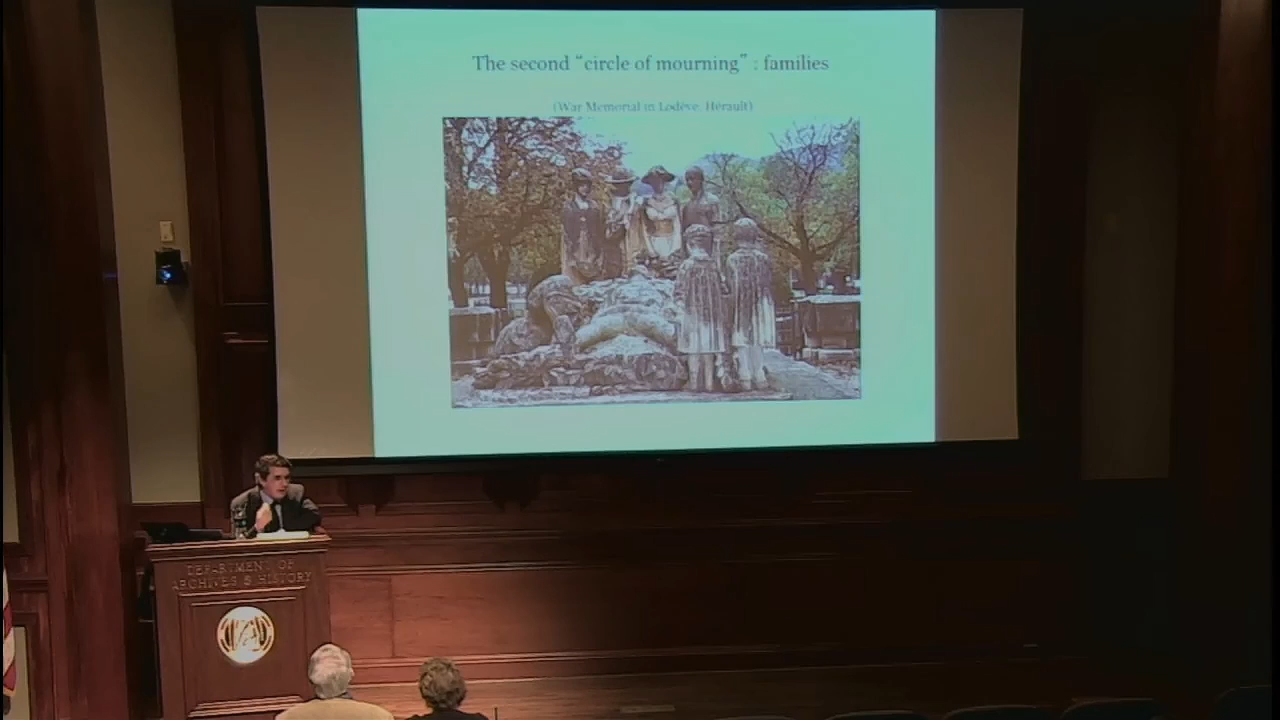 The second “circle of mourning” : families
(War Memorial in Lodève, Hérault)
DEPARTMENT OF
ARCHIVES & HISTORY